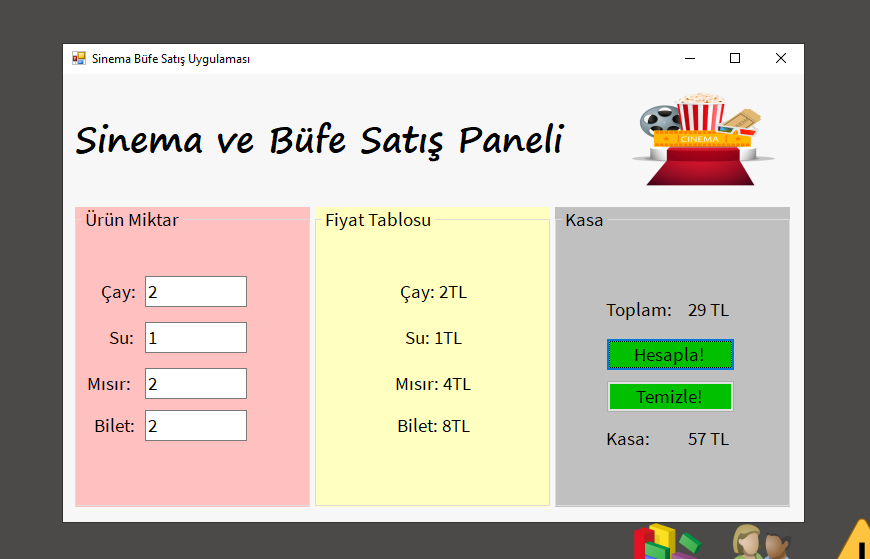 Sinema Büfe Satış Uygulaması
Sinema ve Büfe Satış Paneli
CINEMA
Ürün Miktar
Çay: 2
Su: 1
Mısır: 2
Bilet: 2
Fiyat Tablosu
Çay: 2TL
Su: 1TL
Mısır: 4TL
Bilet: 8TL
Kasa
Toplam: 29 TL
Hesapla!
Temizle!
Kasa: 57 TL